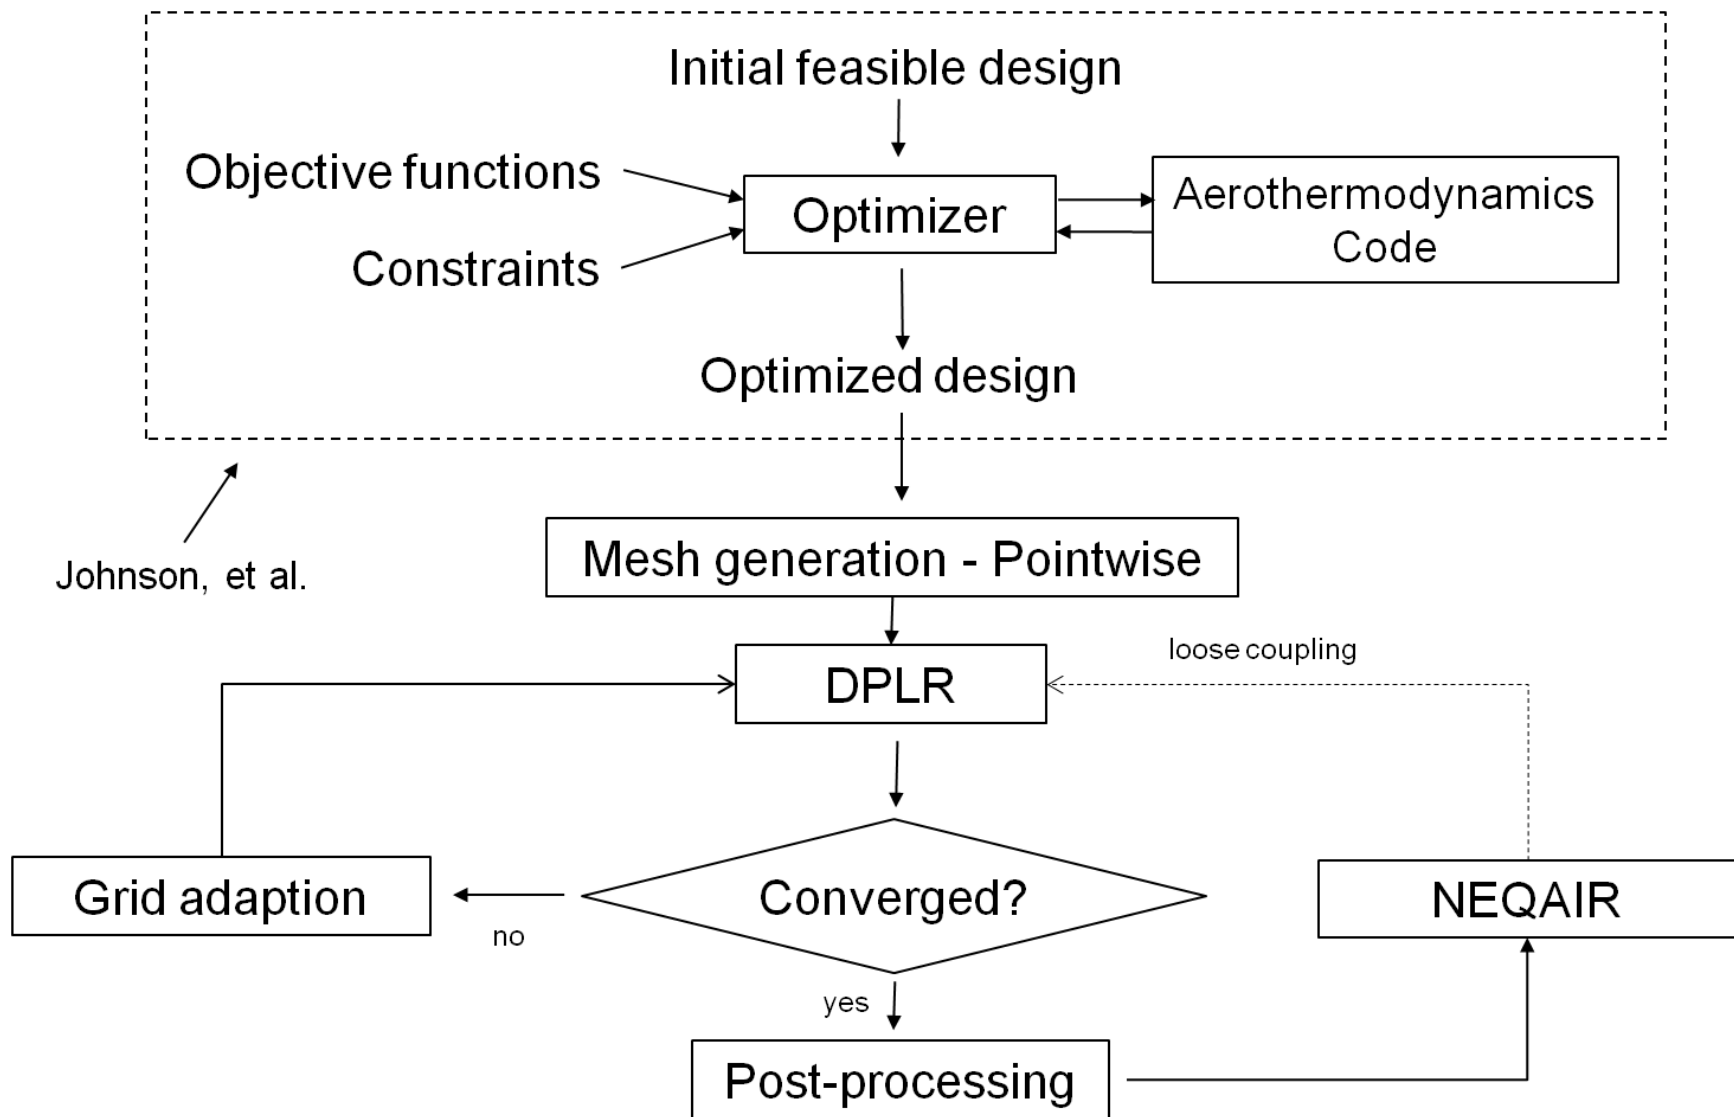 Initial feasible design
Objective functions
Optimizer
Aerothermodynamics
Code
Constraints
Optimized design
Johnson, et al.
Mesh generation - Pointwise
DPLR
loose coupling
Grid adaption
no
Converged?
NEQAIR
yes
Post-processing